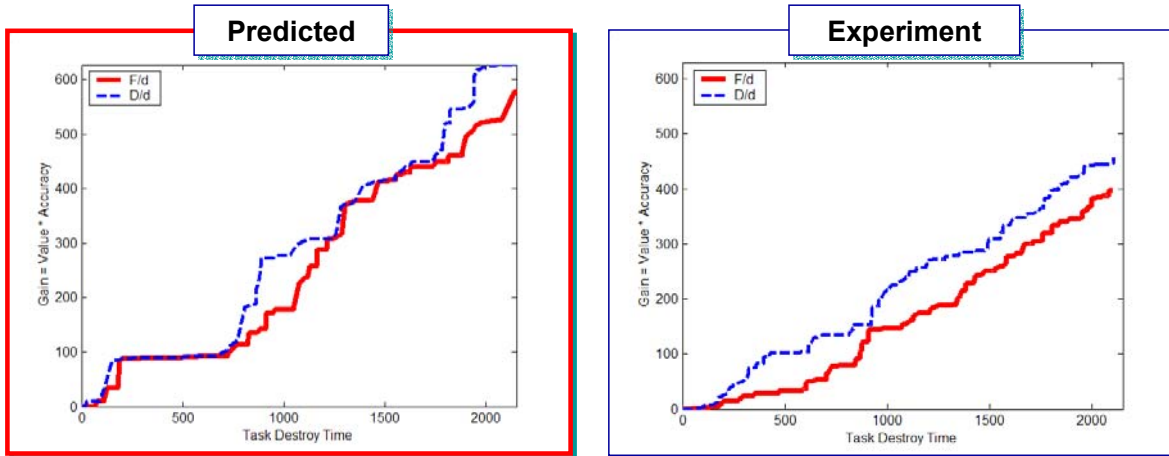 Predicted
F/d
D/d
600
500
400
300
200
100
0
Gain = Value * Accuracy
0 500 1000 1500 2000
Task Destroy Time
Experiment
F/d
D/d
600
500
400
300
200
100
0
Gain = Value * Accuracy
0 500 1000 1500 2000
Task Destroy Time